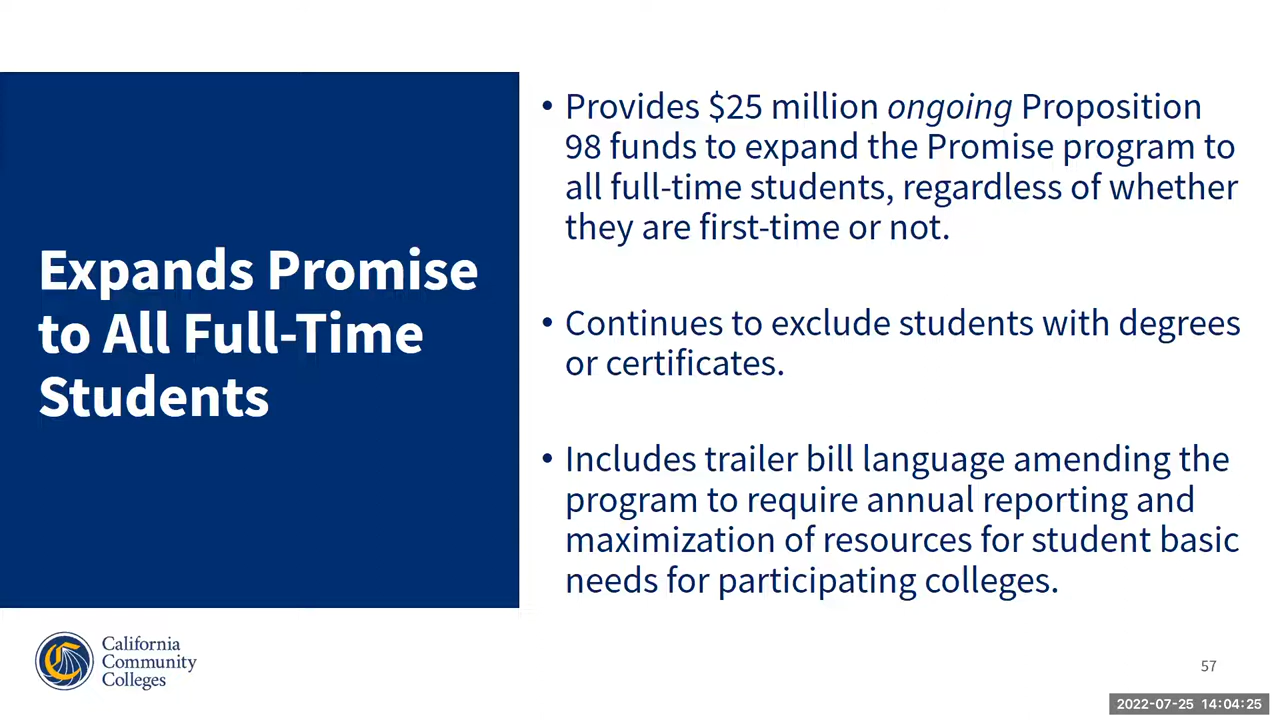 Expands Promise
to All Full-Time
Students
• Provides $25 million ongoing Proposition
98 funds to expand the Promise program to
all full-time students, regardless of whether
they are first-time or not.
• Continues to exclude students with degrees
or certificates.
• Includes trailer bill language amending the
program to require annual reporting and
maximization of resources for student basic
needs for participating colleges.
California
Community
Colleges
57
2022-07-25 14:04:25